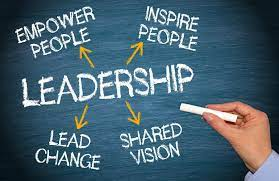 EMPOWER
PEOPLE
INSPIRE
PEOPLE
LEADERSHIP
LEAD
CHANGE
SHARED
VISION